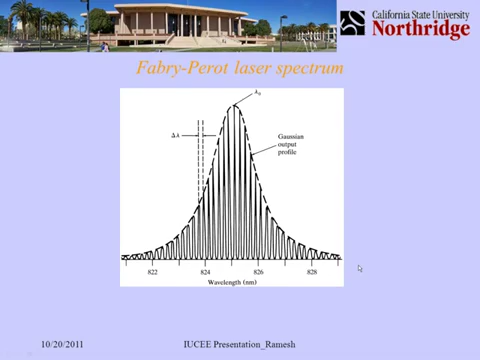 California State University
Northridge
Fabry-Perot laser spectrum
λ₀
Δλ
Gaussian
output
profile
822 824 826 828
Wavelength (nm)
10/20/2011 IUCEE Presentation_Ramesh